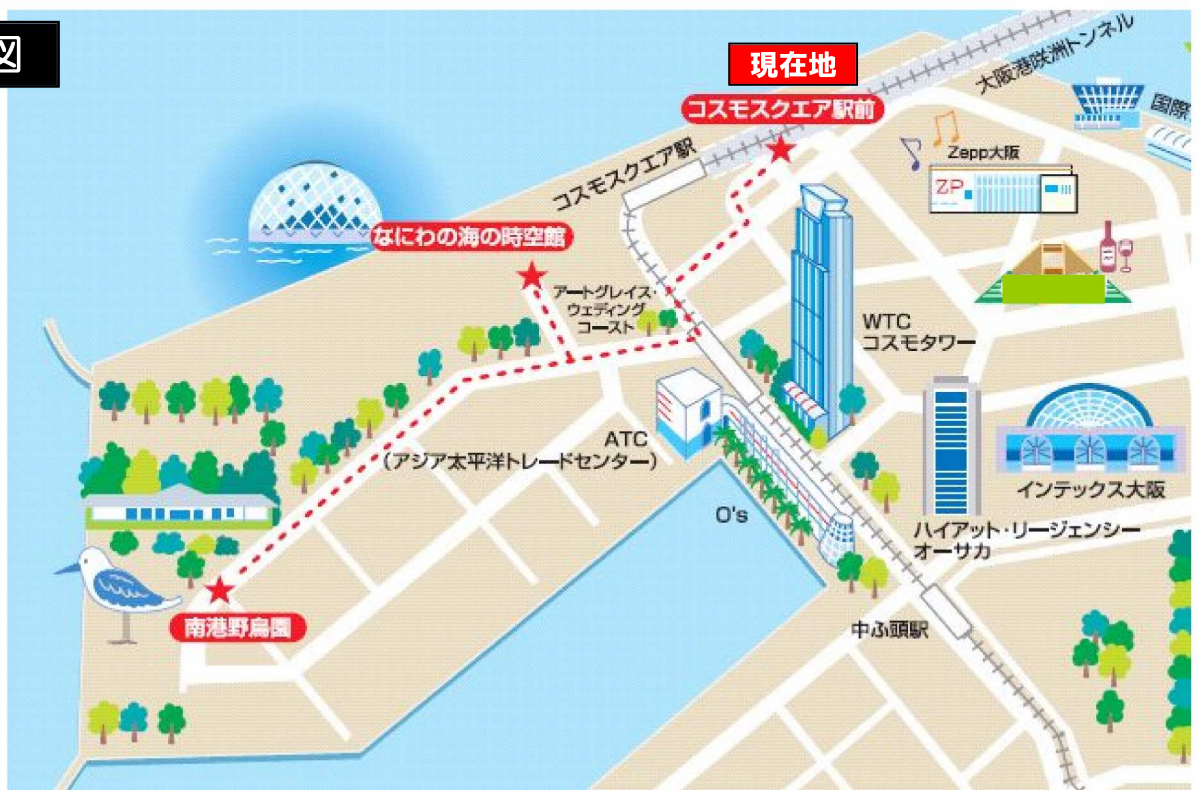 図
現在地
コスモスクエア駅前
大阪港咲洲トンネル
国際
コスモスクエア駅
Zepp大阪
ZP
なにわの海の時空館
アートグレイス・
ウェディング
コースト
WTC
コスモタワー
ATC
(アジア太平洋トレードセンター)
インテックス大阪
O's
ハイアット・リージェンシー
オーサカ
南港野鳥園
中ふ頭駅